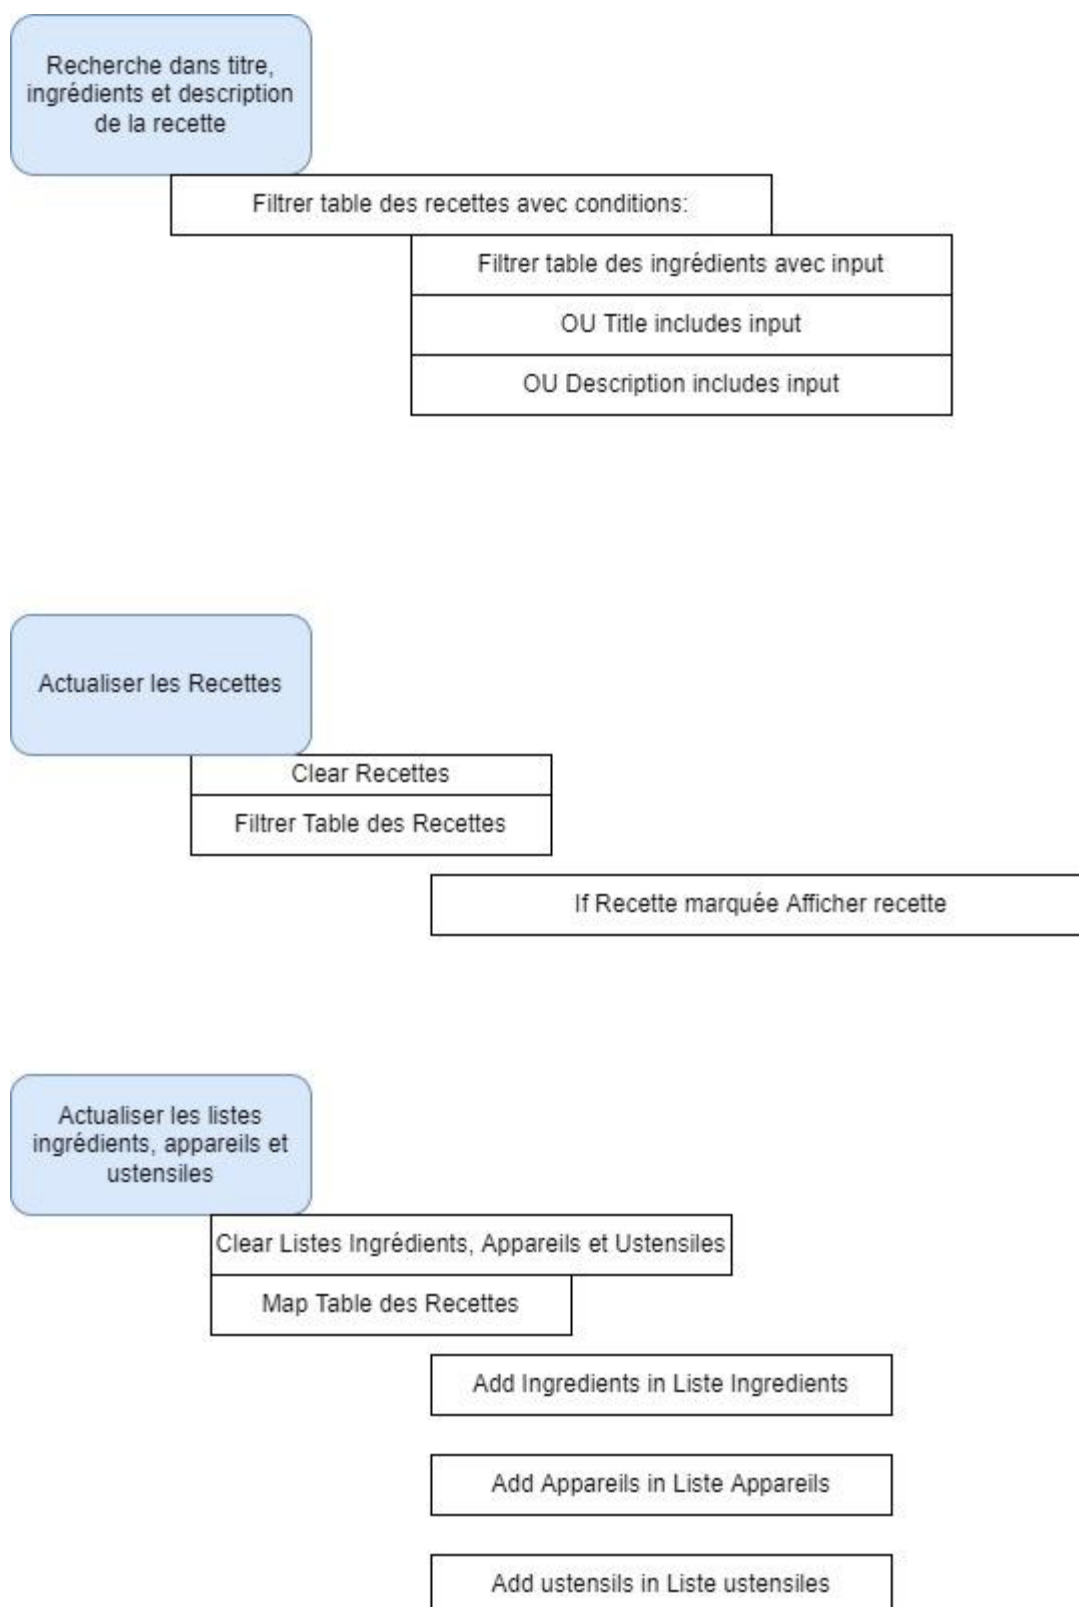 Recherche dans titre,
ingrédients et description
de la recette
Filtrer table des recettes avec conditions:
Filtrer table des ingrédients avec input
OU Title includes input
OU Description includes input
Actualiser les Recettes
Clear Recettes
Filtrer Table des Recettes
If Recette marquée Afficher recette
Actualiser les listes
ingrédients, appareils et
ustensiles
Clear Listes Ingrédients, Appareils et Ustensiles
Map Table des Recettes
Add Ingredients in Liste Ingredients
Add Appareils in Liste Appareils
Add ustensils in Liste ustensiles